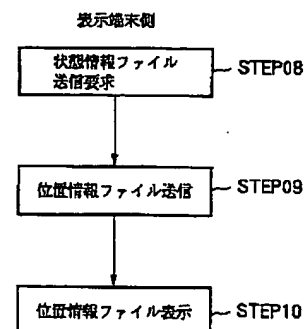 表示端末側
状態情報ファイル
送信要求
STEP08
位置情報ファイル送信
STEP09
位置情報ファイル表示
STEP10